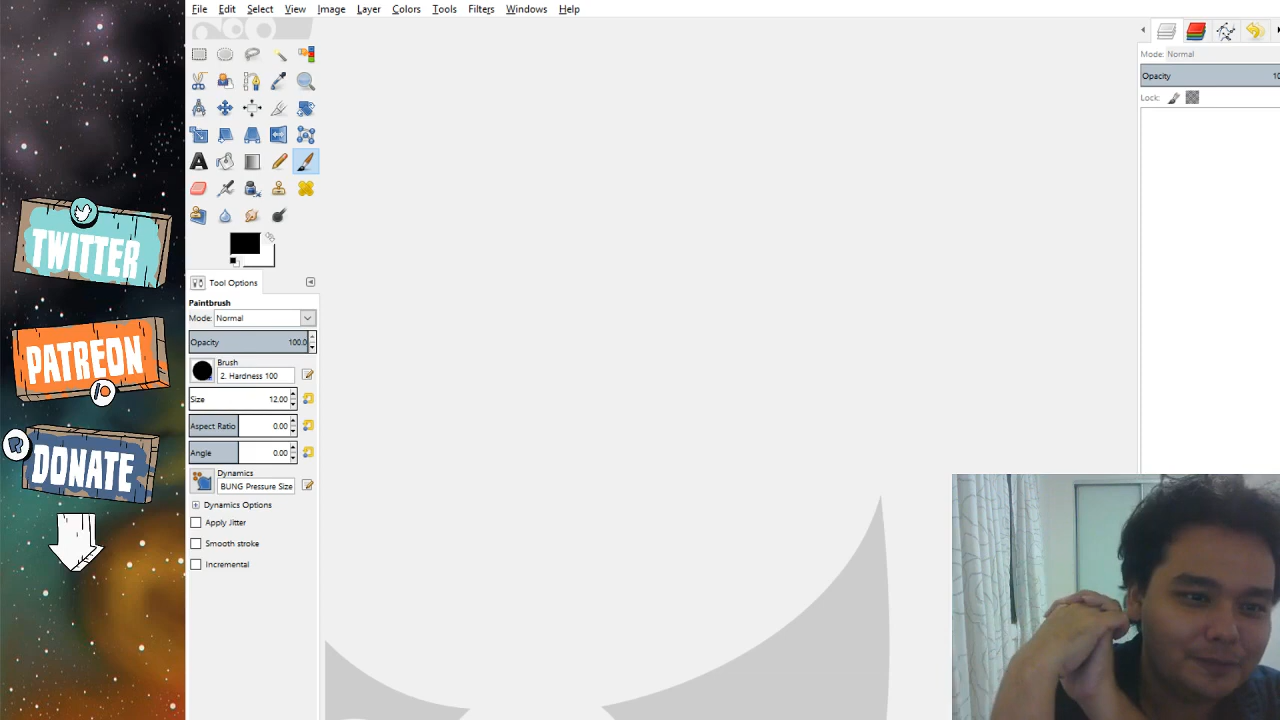 File Edit Select View Image Layer Colors Tools Filters Windows Help
Mode: Normal
Opacity 10
Lock:
TWITTER
PATREON
DONATE
Tool Options
Paintbrush
Mode: Normal
Opacity 100.0
Brush
2. Hardness 100
Size 12.00
Aspect Ratio 0.00
Angle 0.00
Dynamics
BUNG Pressure Size
Dynamics Options
Apply Jitter
Smooth stroke
Incremental